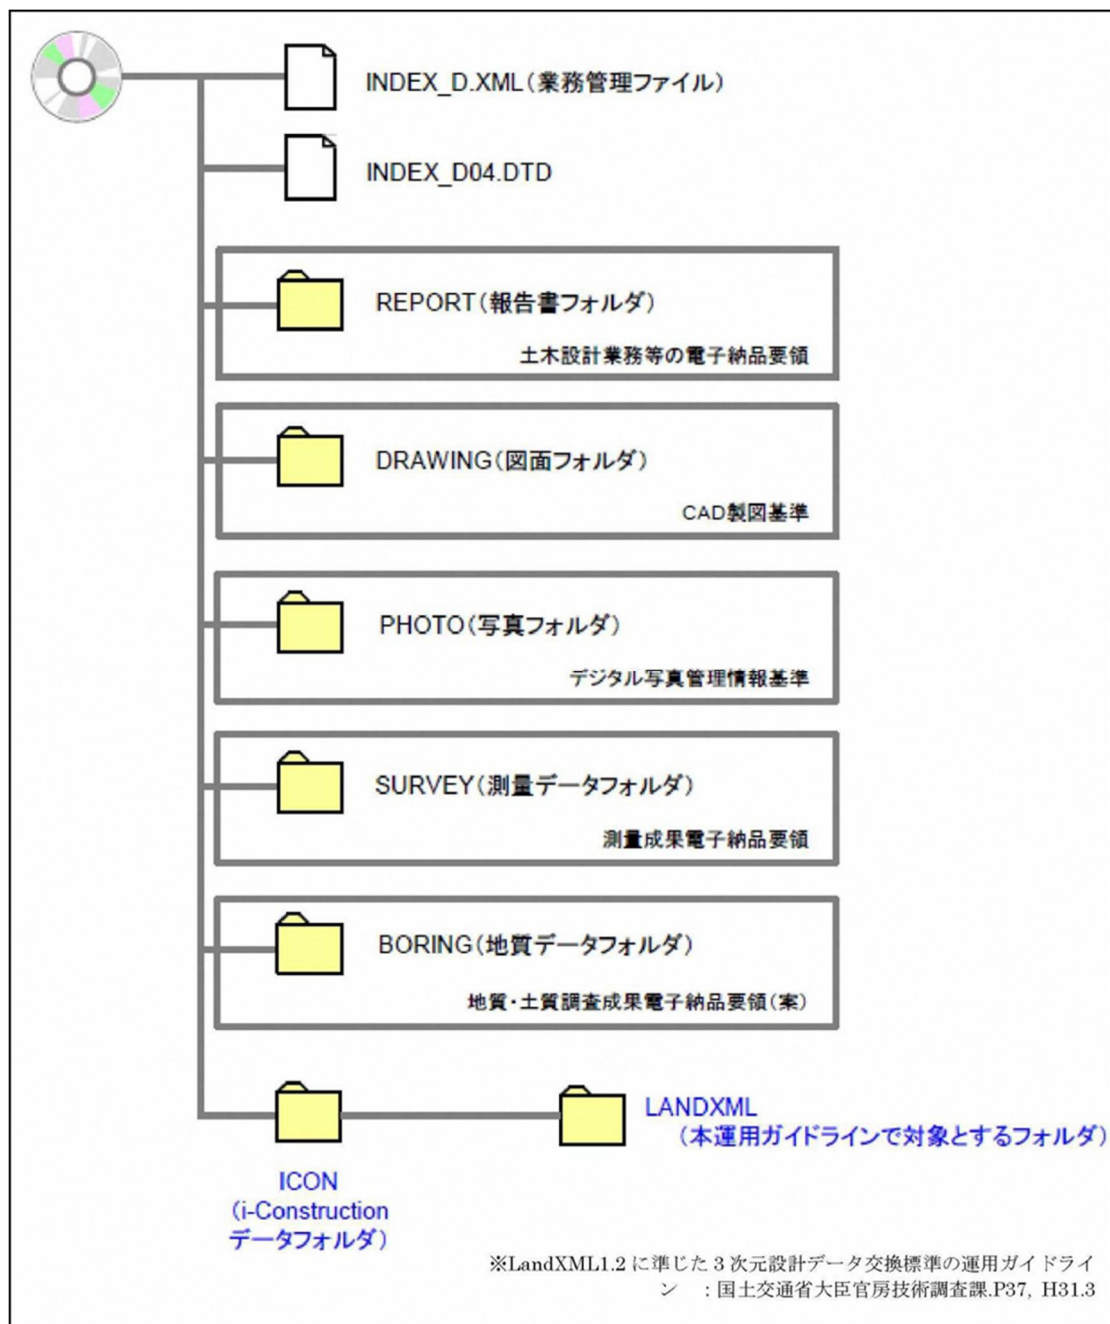 INDEX_D.XML(業務管理ファイル)
INDEX_D04.DTD
REPORT(報告書フォルダ)
土木設計業務等の電子納品要領
DRAWING(図面フォルダ)
CAD製図基準
PHOTO(写真フォルダ)
デジタル写真管理情報基準
SURVEY(測量データフォルダ)
測量成果電子納品要領
BORING(地質データフォルダ)
地質・土質調査成果電子納品要領(案)
LANDXML
(本運用ガイドラインで対象とするフォルダ)
ICON
(i-Construction
データフォルダ)
※LandXML1.2 に準じた 3 次元設計データ交換標準の運用ガイドライ
ン : 国土交通省大臣官房技術調査課.P37, H31.3